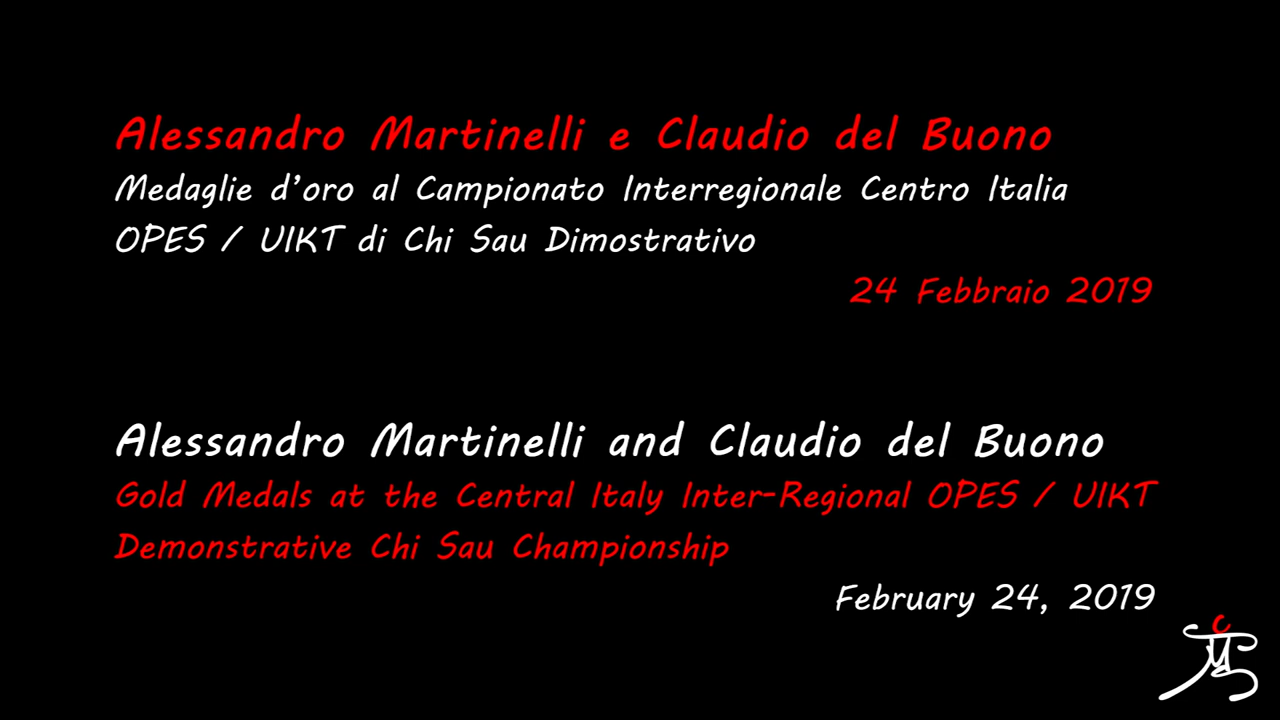 Alessandro Martinelli e Claudio del Buono
Medaglie d’oro al Campionato Interregionale Centro Italia
OPES / UIKT di Chi Sau Dimostrativo
24 Febbraio 2019
Alessandro Martinelli and Claudio del Buono
Gold Medals at the Central Italy Inter-Regional OPES / UIKT
Demonstrative Chi Sau Championship
February 24, 2019